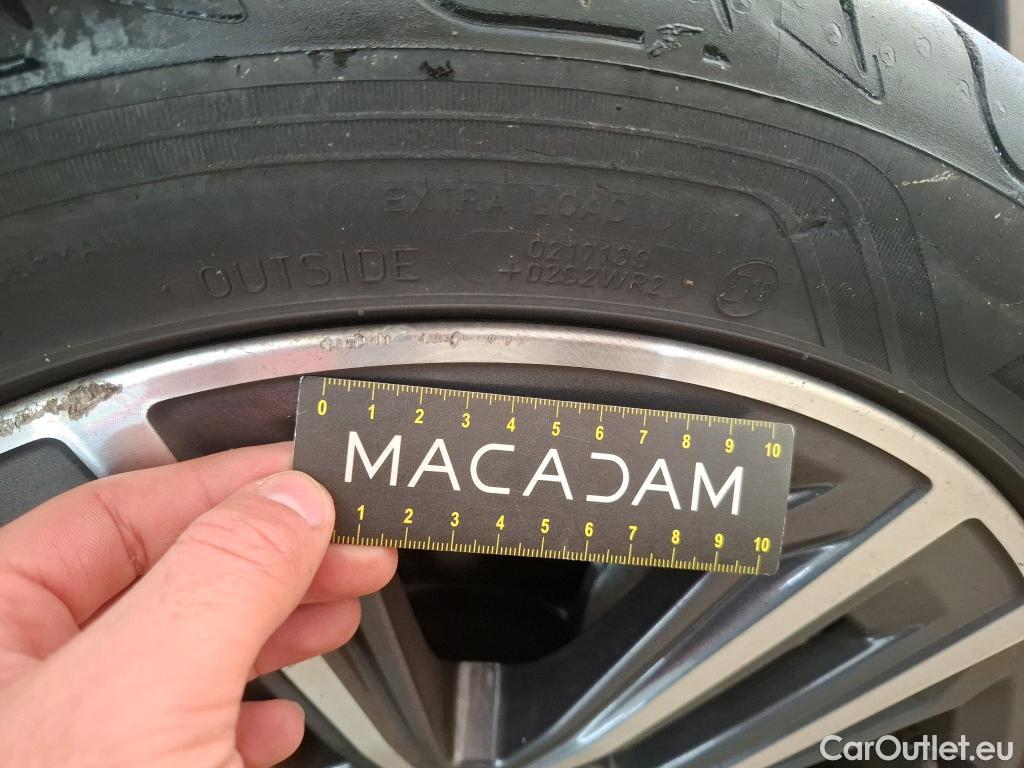 EXTRA LOAD
GERMANY
OUTSIDE
0217139
+02S2WR2
0 1 2 3 4 5 6 7 8 9 10
MACADAM
1 2 3 4 5 6 7 8 9 10
CarOutlet.eu